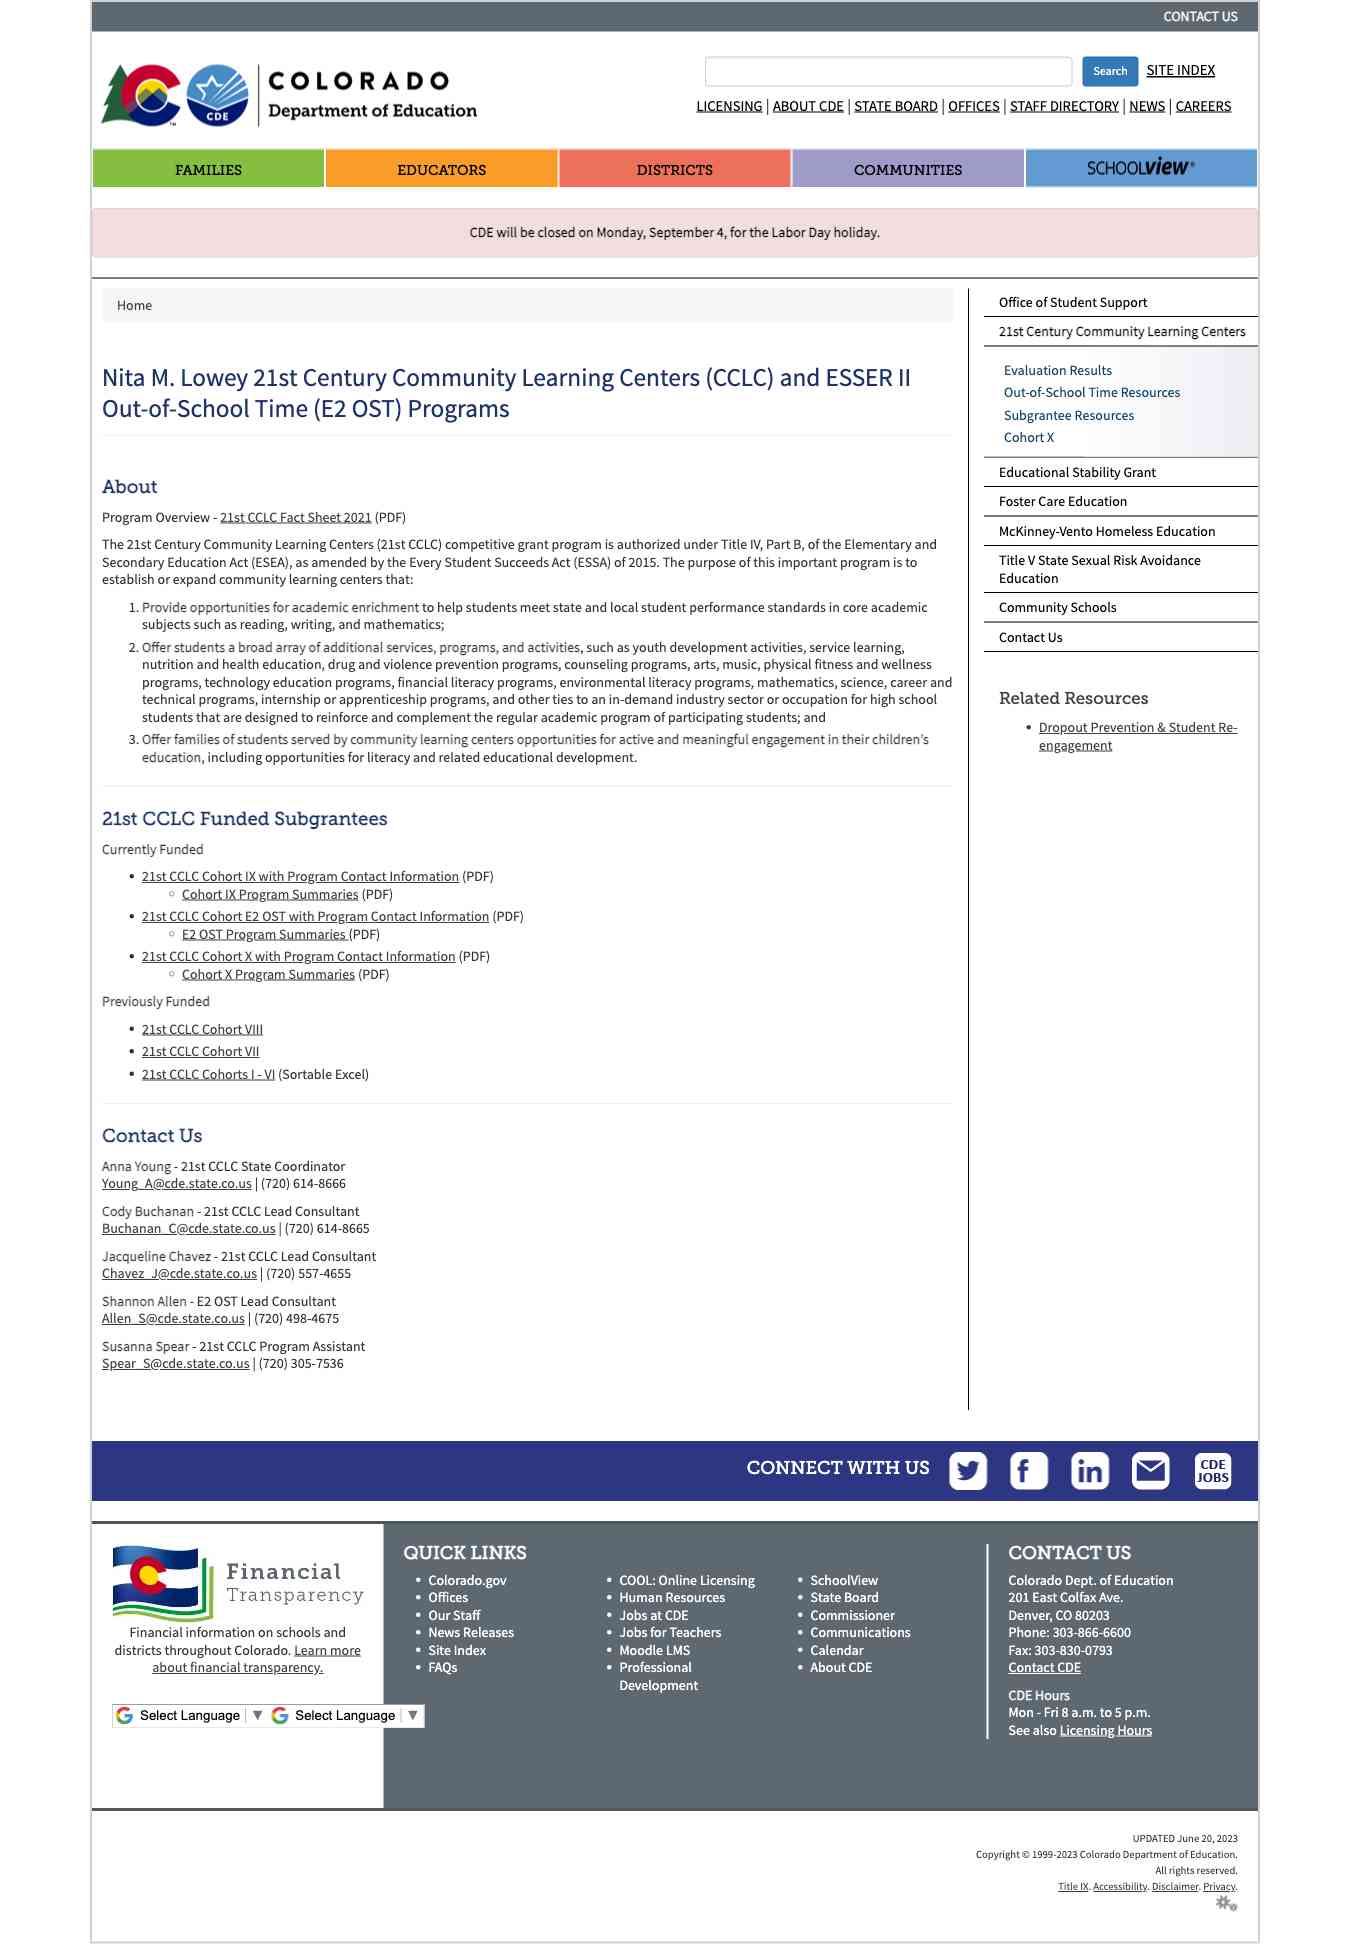 CONTACT US
COLORADO
Department of Education
CDE
TM
Search
SITE INDEX
LICENSING | ABOUT CDE | STATE BOARD | OFFICES | STAFF DIRECTORY | NEWS | CAREERS
FAMILIES
EDUCATORS
DISTRICTS
COMMUNITIES
SCHOOLview®
CDE will be closed on Monday, September 4, for the Labor Day holiday.
Home
Nita M. Lowey 21st Century Community Learning Centers (CCLC) and ESSER II
Out-of-School Time (E2 OST) Programs
About
Program Overview - 21st CCLC Fact Sheet 2021 (PDF)
The 21st Century Community Learning Centers (21st CCLC) competitive grant program is authorized under Title IV, Part B, of the Elementary and
Secondary Education Act (ESEA), as amended by the Every Student Succeeds Act (ESSA) of 2015. The purpose of this important program is to
establish or expand community learning centers that:
1. Provide opportunities for academic enrichment to help students meet state and local student performance standards in core academic
subjects such as reading, writing, and mathematics;
2. Offer students a broad array of additional services, programs, and activities, such as youth development activities, service learning,
nutrition and health education, drug and violence prevention programs, counseling programs, arts, music, physical fitness and wellness
programs, technology education programs, financial literacy programs, environmental literacy programs, mathematics, science, career and
technical programs, internship or apprenticeship programs, and other ties to an in-demand industry sector or occupation for high school
students that are designed to reinforce and complement the regular academic program of participating students; and
3. Offer families of students served by community learning centers opportunities for active and meaningful engagement in their children's
education, including opportunities for literacy and related educational development.
21st CCLC Funded Subgrantees
Currently Funded
• 21st CCLC Cohort IX with Program Contact Information (PDF)
◦ Cohort IX Program Summaries (PDF)
• 21st CCLC Cohort E2 OST with Program Contact Information (PDF)
◦ E2 OST Program Summaries (PDF)
• 21st CCLC Cohort X with Program Contact Information (PDF)
◦ Cohort X Program Summaries (PDF)
Previously Funded
• 21st CCLC Cohort VIII
• 21st CCLC Cohort VII
• 21st CCLC Cohorts I - VI (Sortable Excel)
Contact Us
Anna Young - 21st CCLC State Coordinator
Young_A@cde.state.co.us | (720) 614-8666
Cody Buchanan - 21st CCLC Lead Consultant
Buchanan_C@cde.state.co.us | (720) 614-8665
Jacqueline Chavez - 21st CCLC Lead Consultant
Chavez_J@cde.state.co.us | (720) 557-4655
Shannon Allen - E2 OST Lead Consultant
Allen_S@cde.state.co.us | (720) 498-4675
Susanna Spear - 21st CCLC Program Assistant
Spear_S@cde.state.co.us | (720) 305-7536
Office of Student Support
21st Century Community Learning Centers
Evaluation Results
Out-of-School Time Resources
Subgrantee Resources
Cohort X
Educational Stability Grant
Foster Care Education
McKinney-Vento Homeless Education
Title V State Sexual Risk Avoidance
Education
Community Schools
Contact Us
Related Resources
• Dropout Prevention & Student Re-
engagement
CONNECT WITH US
CDE
JOBS
Financial
Transparency
Financial information on schools and
districts throughout Colorado. Learn more
about financial transparency.
Select Language ▼
Select Language ▼
QUICK LINKS
• Colorado.gov
• Offices
• Our Staff
• News Releases
• Site Index
• FAQs
• COOL: Online Licensing
• Human Resources
• Jobs at CDE
• Jobs for Teachers
• Moodle LMS
• Professional
Development
• SchoolView
• State Board
• Commissioner
• Communications
• Calendar
• About CDE
CONTACT US
Colorado Dept. of Education
201 East Colfax Ave.
Denver, CO 80203
Phone: 303-866-6600
Fax: 303-830-0793
Contact CDE
CDE Hours
Mon - Fri 8 a.m. to 5 p.m.
See also Licensing Hours
UPDATED June 20, 2023
Copyright © 1999-2023 Colorado Department of Education.
All rights reserved.
Title IX. Accessibility. Disclaimer. Privacy.